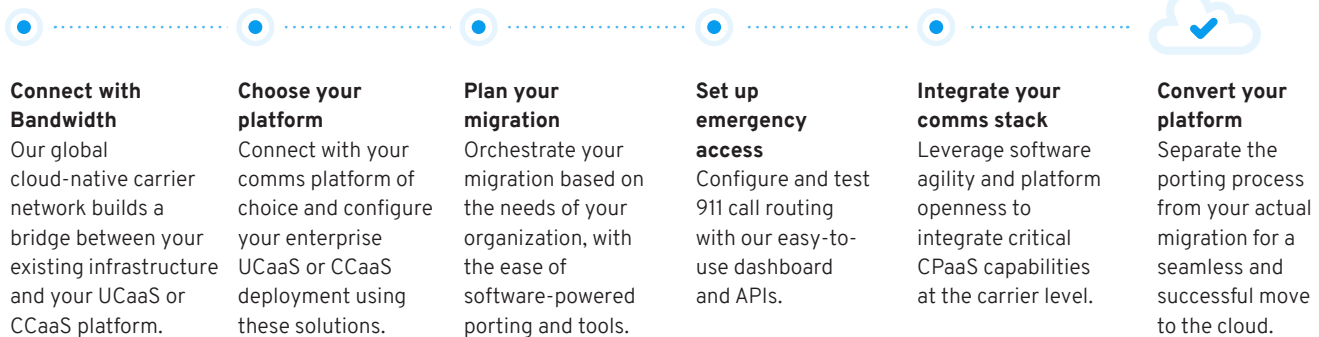 Connect with
Bandwidth
Our global
cloud-native carrier
network builds a
bridge between your
existing infrastructure
and your UCaaS or
CCaaS platform.
Choose your
platform
Connect with your
comms platform of
choice and configure
your enterprise
UCaaS or CCaaS
deployment using
these solutions.
Plan your
migration
Orchestrate your
migration based on
the needs of your
organization, with
the ease of
software-powered
porting and tools.
Set up
emergency
access
Configure and test
911 call routing
with our easy-to-
use dashboard
and APIs.
Integrate your
comms stack
Leverage software
agility and platform
openness to
integrate critical
CPaaS capabilities
at the carrier level.
Convert your
platform
Separate the
porting process
from your actual
migration for a
seamless and
successful move
to the cloud.